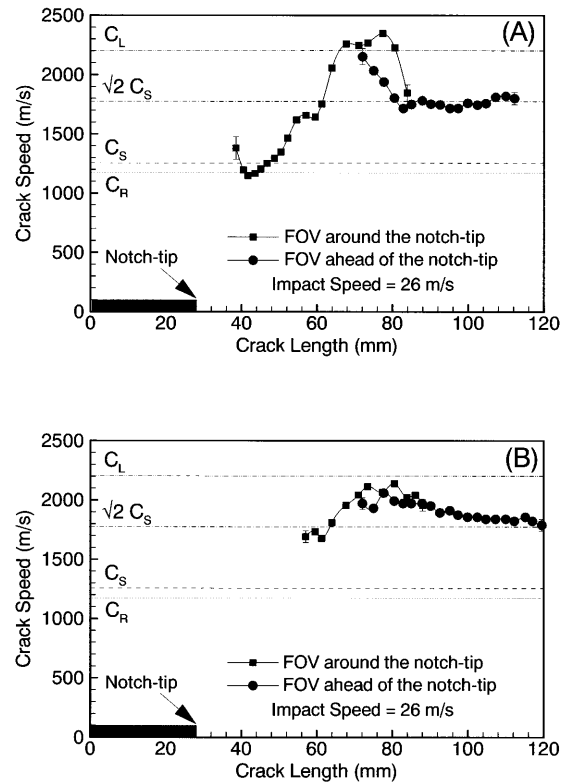 (A)
2500
C_L
2000
√2 C_S
1500
C_S
1000
C_R
500
0
Crack Speed (m/s)
FOV around the notch-tip
FOV ahead of the notch-tip
Impact Speed = 26 m/s
Notch-tip
0 20 40 60 80 100 120
Crack Length (mm)
(B)
2500
C_L
2000
√2 C_S
1500
C_S
1000
C_R
500
0
Crack Speed (m/s)
FOV around the notch-tip
FOV ahead of the notch-tip
Impact Speed = 26 m/s
Notch-tip
0 20 40 60 80 100 120
Crack Length (mm)